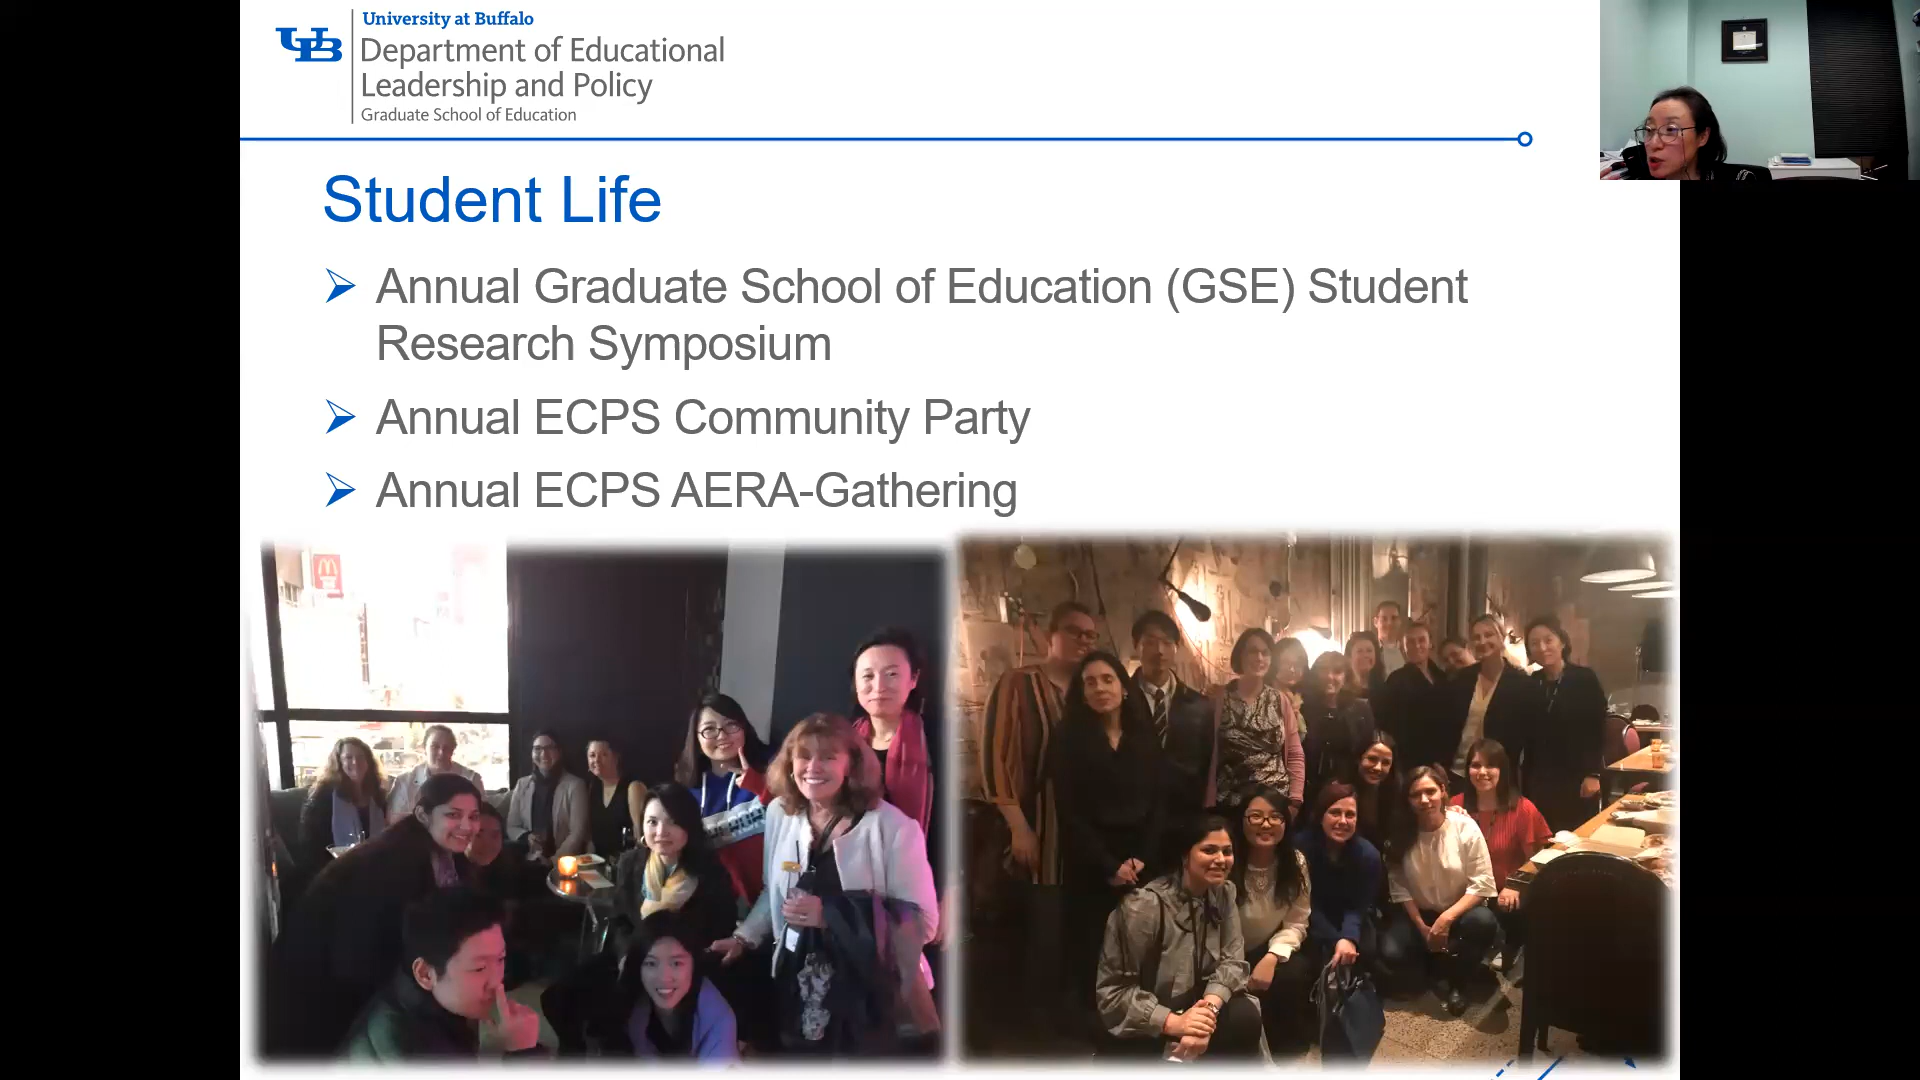 University at Buffalo
UB
Department of Educational
Leadership and Policy
Graduate School of Education
Student Life
Annual Graduate School of Education (GSE) Student
Research Symposium
Annual ECPS Community Party
Annual ECPS AERA-Gathering